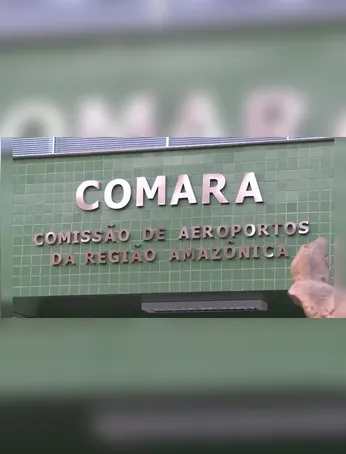 COMARA
COMISSÃO DE AEROPORTOS
DA REGIÃO AMAZÔNICA